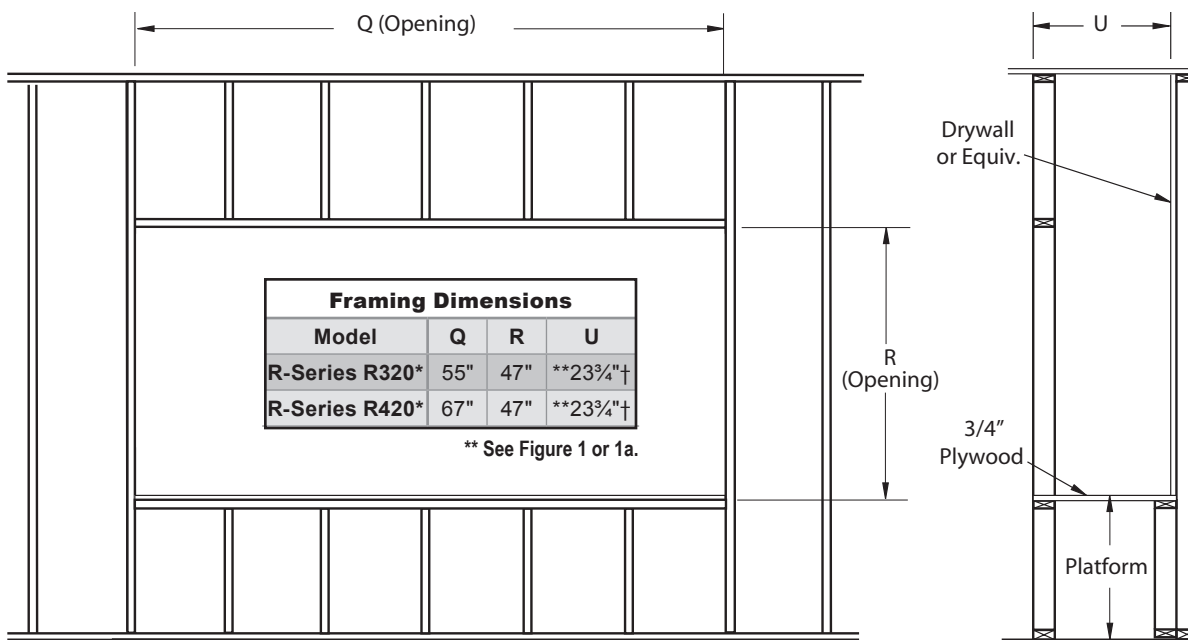 Q (Opening)
U
Drywall
or Equiv.
Framing Dimensions
Model Q R U
R-Series R320* 55" 47" **23¾"†
R-Series R420* 67" 47" **23¾"†
** See Figure 1 or 1a.
R
(Opening)
3/4"
Plywood
Platform